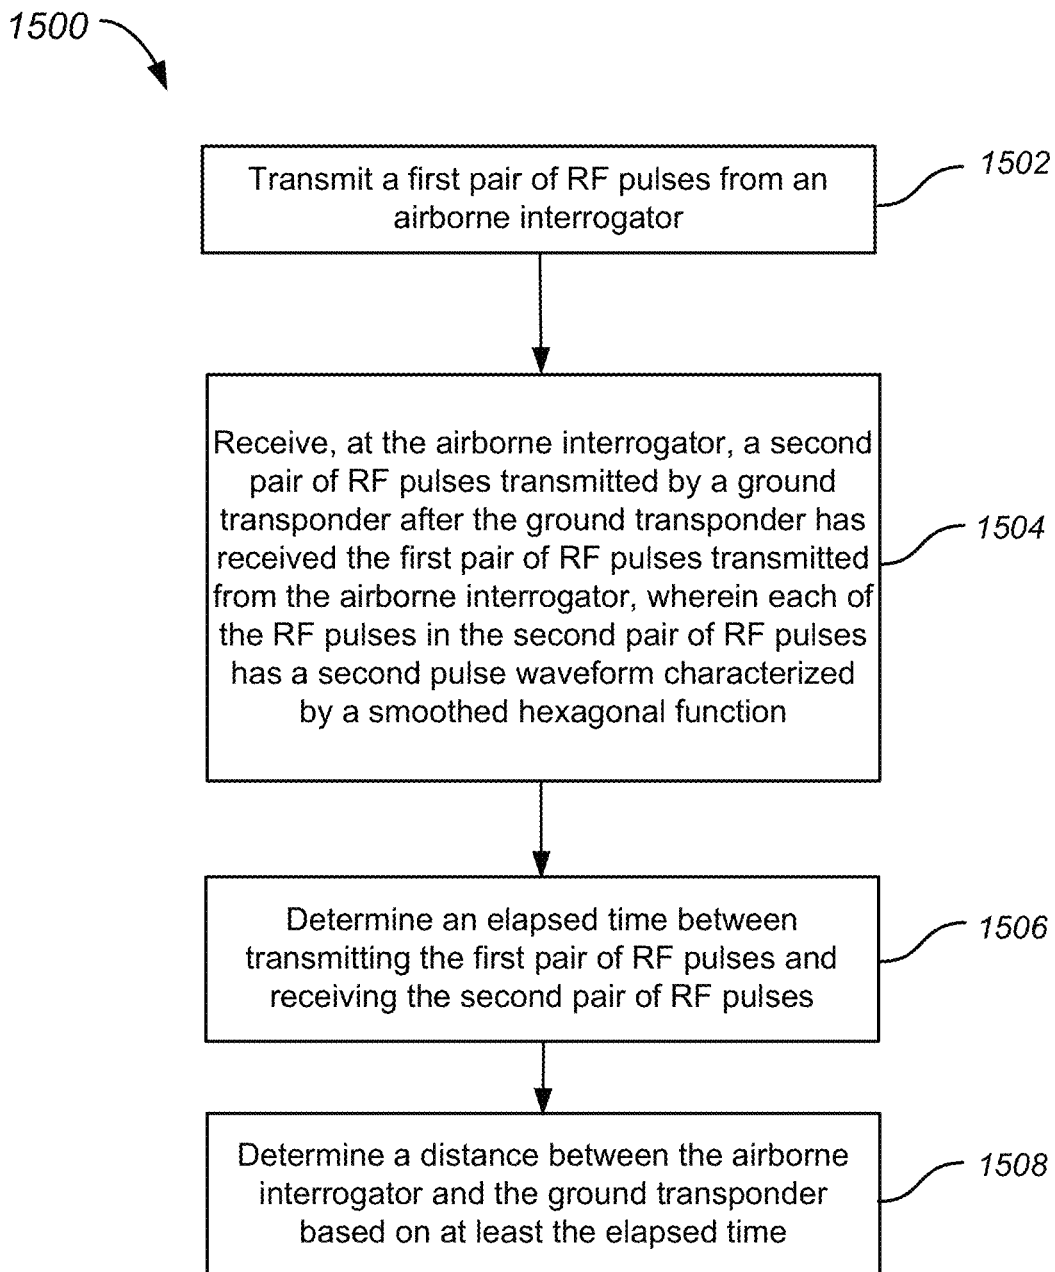 1500
Transmit a first pair of RF pulses from an
airborne interrogator
1502
Receive, at the airborne interrogator, a second
pair of RF pulses transmitted by a ground
transponder after the ground transponder has
received the first pair of RF pulses transmitted
from the airborne interrogator, wherein each of
the RF pulses in the second pair of RF pulses
has a second pulse waveform characterized
by a smoothed hexagonal function
1504
Determine an elapsed time between
transmitting the first pair of RF pulses and
receiving the second pair of RF pulses
1506
Determine a distance between the airborne
interrogator and the ground transponder
based on at least the elapsed time
1508